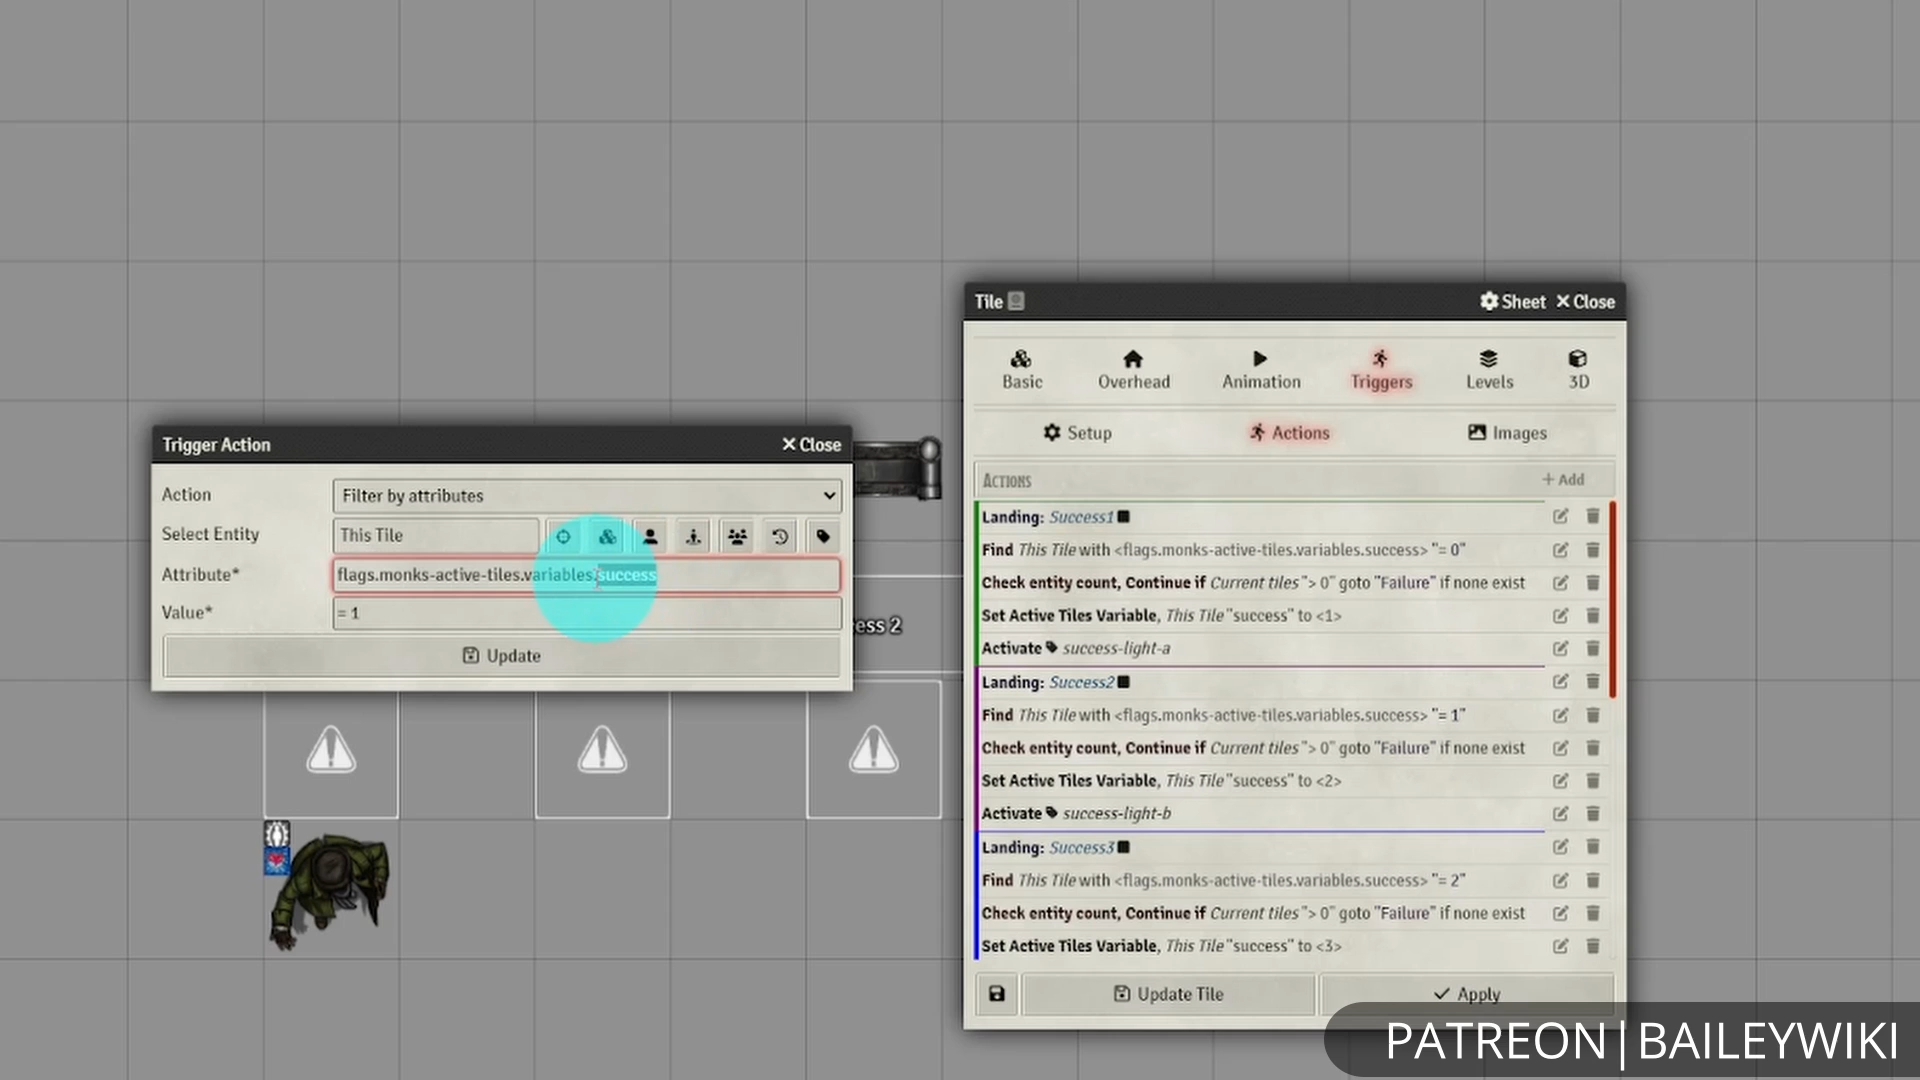 Trigger Action
Close
Action
Filter by attributes
Select Entity
This Tile
Attribute*
flags.monks-active-tiles.variables.success
Value*
= 1
Update
ess 2
Tile
Sheet
Close
Basic
Overhead
Animation
Triggers
Levels
3D
Setup
Actions
Images
ACTIONS
+ Add
Landing: Success1
Find This Tile with <flags.monks-active-tiles.variables.success> "= 0"
Check entity count, Continue if Current tiles "> 0" goto "Failure" if none exist
Set Active Tiles Variable, This Tile "success" to <1>
Activate success-light-a
Landing: Success2
Find This Tile with <flags.monks-active-tiles.variables.success> "= 1"
Check entity count, Continue if Current tiles "> 0" goto "Failure" if none exist
Set Active Tiles Variable, This Tile "success" to <2>
Activate success-light-b
Landing: Success3
Find This Tile with <flags.monks-active-tiles.variables.success> "= 2"
Check entity count, Continue if Current tiles "> 0" goto "Failure" if none exist
Set Active Tiles Variable, This Tile "success" to <3>
Update Tile
Apply
PATREON|BAILEYWIKI